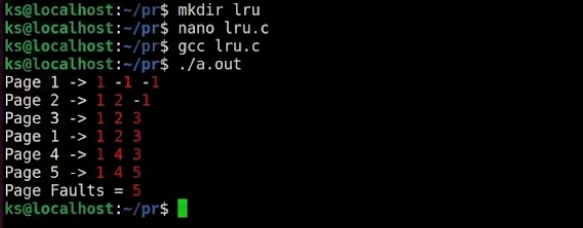 ks@localhost:~/pr$ mkdir lru
ks@localhost:~/pr$ nano lru.c
ks@localhost:~/pr$ gcc lru.c
ks@localhost:~/pr$ ./a.out
Page 1 -> 1 -1 -1
Page 2 -> 1 2 -1
Page 3 -> 1 2 3
Page 1 -> 1 2 3
Page 4 -> 1 4 3
Page 5 -> 1 4 5
Page Faults = 5
ks@localhost:~/pr$